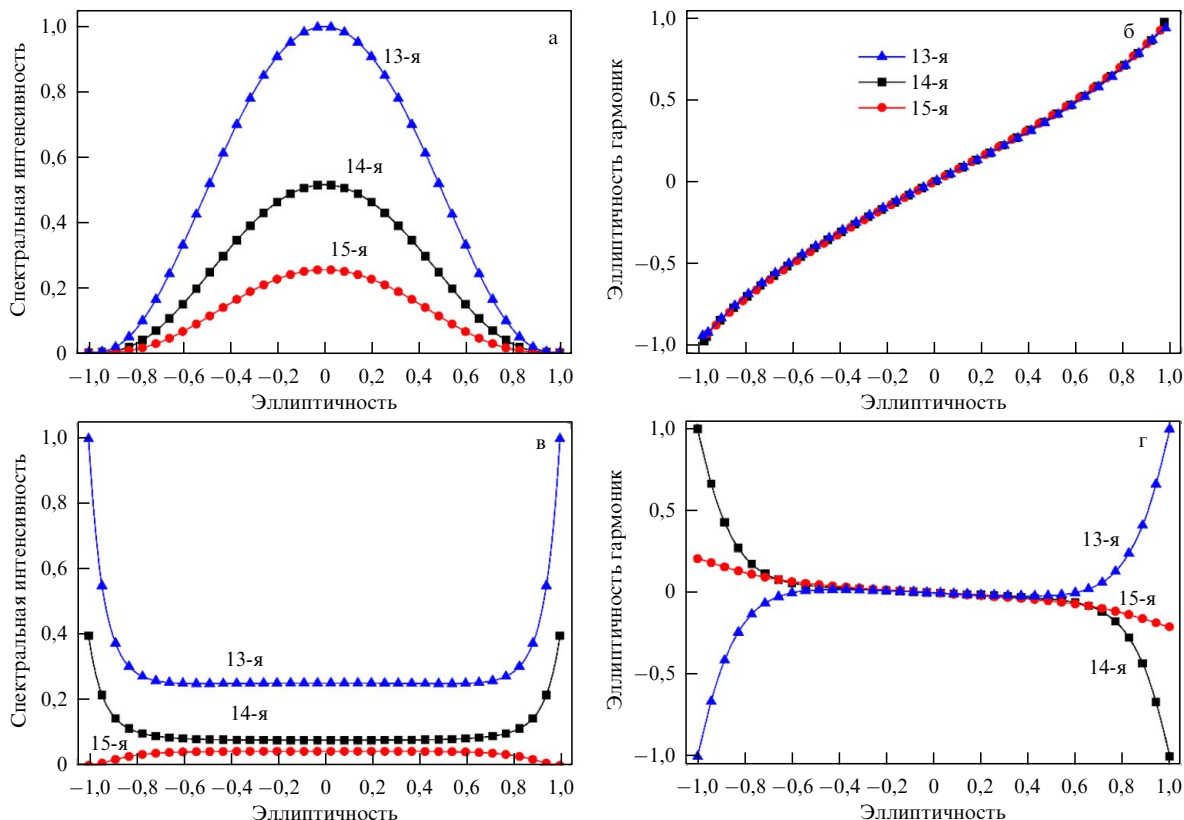 а
Спектральная интенсивность
1,0
0,8
0,6
0,4
0,2
0
13-я
14-я
15-я
−1,0 −0,8 −0,6 −0,4 −0,2 0 0,2 0,4 0,6 0,8 1,0
Эллиптичность
б
Эллиптичность гармоник
1,0
0,5
0
−0,5
−1,0
13-я
14-я
15-я
−1,0 −0,8 −0,6 −0,4 −0,2 0 0,2 0,4 0,6 0,8 1,0
Эллиптичность
в
Спектральная интенсивность
1,0
0,8
0,6
0,4
0,2
0
13-я
14-я
15-я
−1,0 −0,8 −0,6 −0,4 −0,2 0 0,2 0,4 0,6 0,8 1,0
Эллиптичность
г
Эллиптичность гармоник
1,0
0,5
0
−0,5
−1,0
13-я
15-я
14-я
−1,0 −0,8 −0,6 −0,4 −0,2 0 0,2 0,4 0,6 0,8 1,0
Эллиптичность